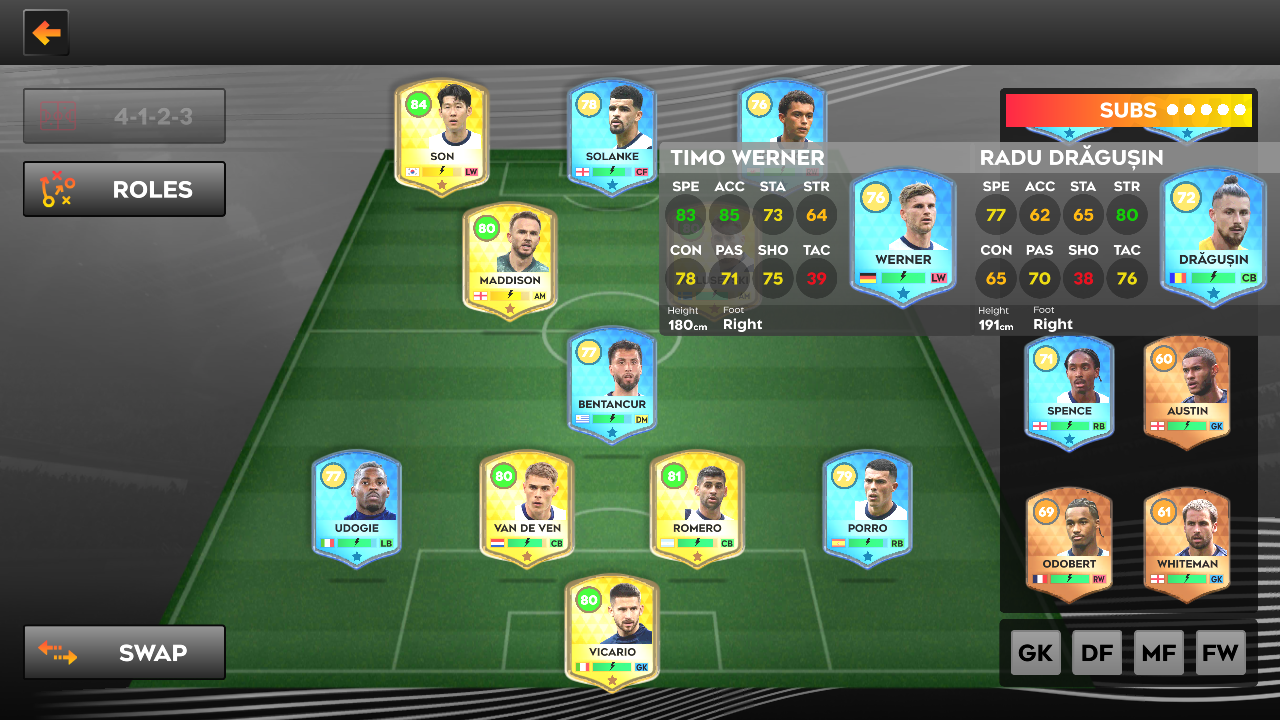 4-1-2-3
ROLES
SUBS
84
SON
LW
78
SOLANKE
CF
76
TIMO WERNER
SPE ACC STA STR
83 85 73 64
CON PAS SHO TAC
78 71 75 39
Height
180cm
Foot
Right
76
WERNER
LW
RADU DRĂGUȘIN
SPE ACC STA STR
77 62 65 80
CON PAS SHO TAC
65 70 38 76
Height
191cm
Foot
Right
72
DRĂGUȘIN
CB
80
MADDISON
AM
77
BENTANCUR
DM
71
SPENCE
RB
60
AUSTIN
GK
77
UDOGIE
LB
80
VAN DE VEN
CB
81
ROMERO
CB
79
PORRO
RB
69
ODOBERT
RW
61
WHITEMAN
GK
80
VICARIO
GK
SWAP
GK DF MF FW